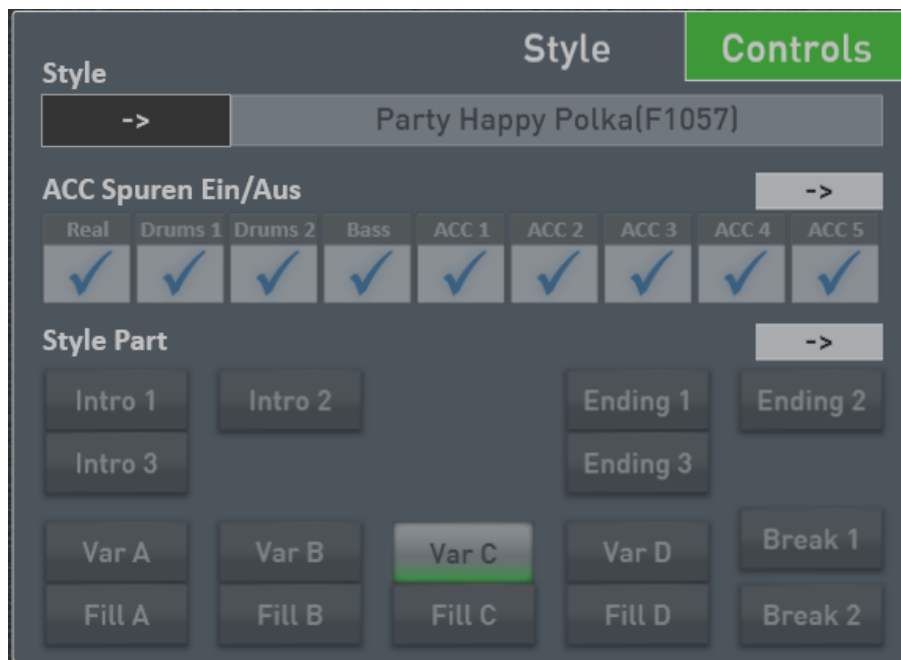 Style Controls
Style
-> Party Happy Polka(F1057)
ACC Spuren Ein/Aus ->
Real Drums 1 Drums 2 Bass ACC 1 ACC 2 ACC 3 ACC 4 ACC 5
Style Part ->
Intro 1 Intro 2 Ending 1 Ending 2
Intro 3 Ending 3
Var A Var B Var C Var D Break 1
Fill A Fill B Fill C Fill D Break 2